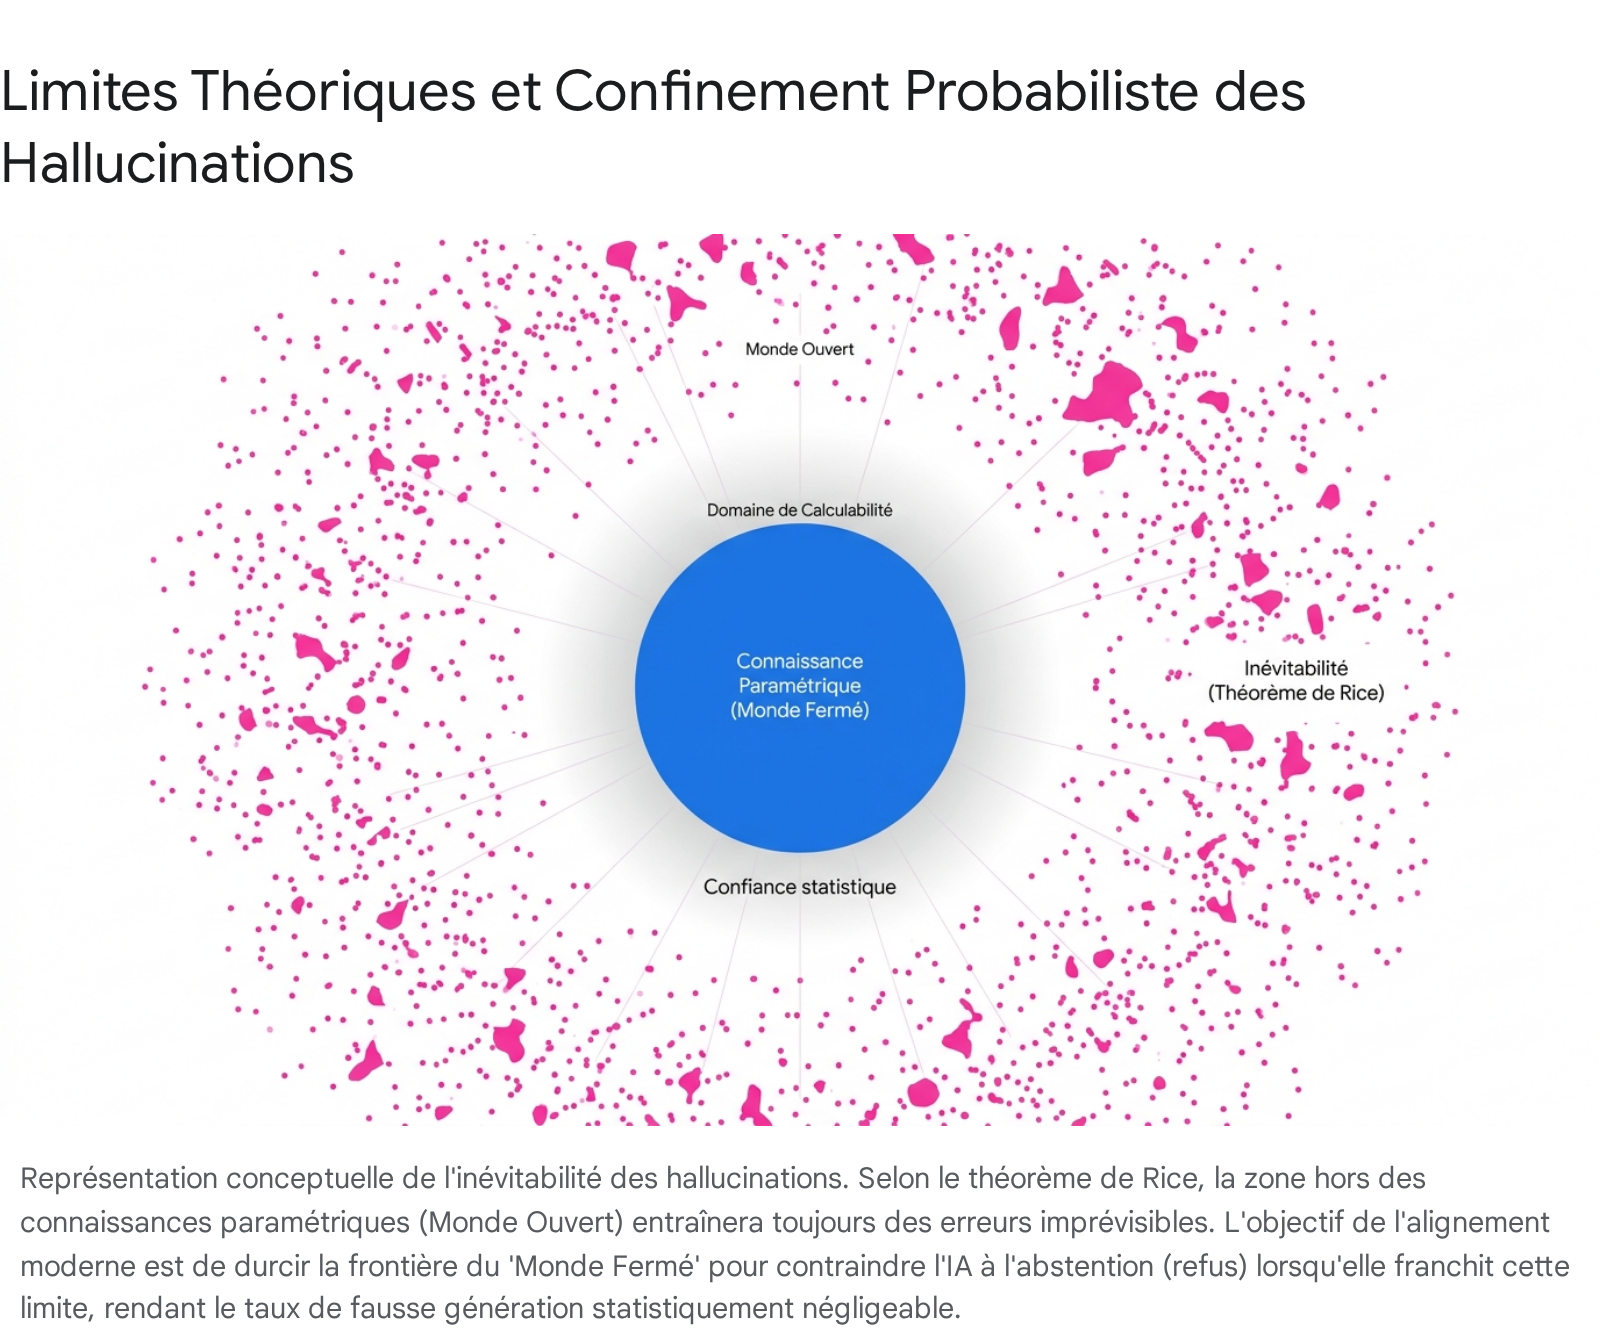 Limites Théoriques et Confinement Probabiliste des
Hallucinations
Monde Ouvert
Domaine de Calculabilité
Connaissance
Paramétrique
(Monde Fermé)
Inévitabilité
(Théorème de Rice)
Confiance statistique
Représentation conceptuelle de l'inévitabilité des hallucinations. Selon le théorème de Rice, la zone hors des
connaissances paramétriques (Monde Ouvert) entraînera toujours des erreurs imprévisibles. L'objectif de l'alignement
moderne est de durcir la frontière du 'Monde Fermé' pour contraindre l'IA à l'abstention (refus) lorsqu'elle franchit cette
limite, rendant le taux de fausse génération statistiquement négligeable.